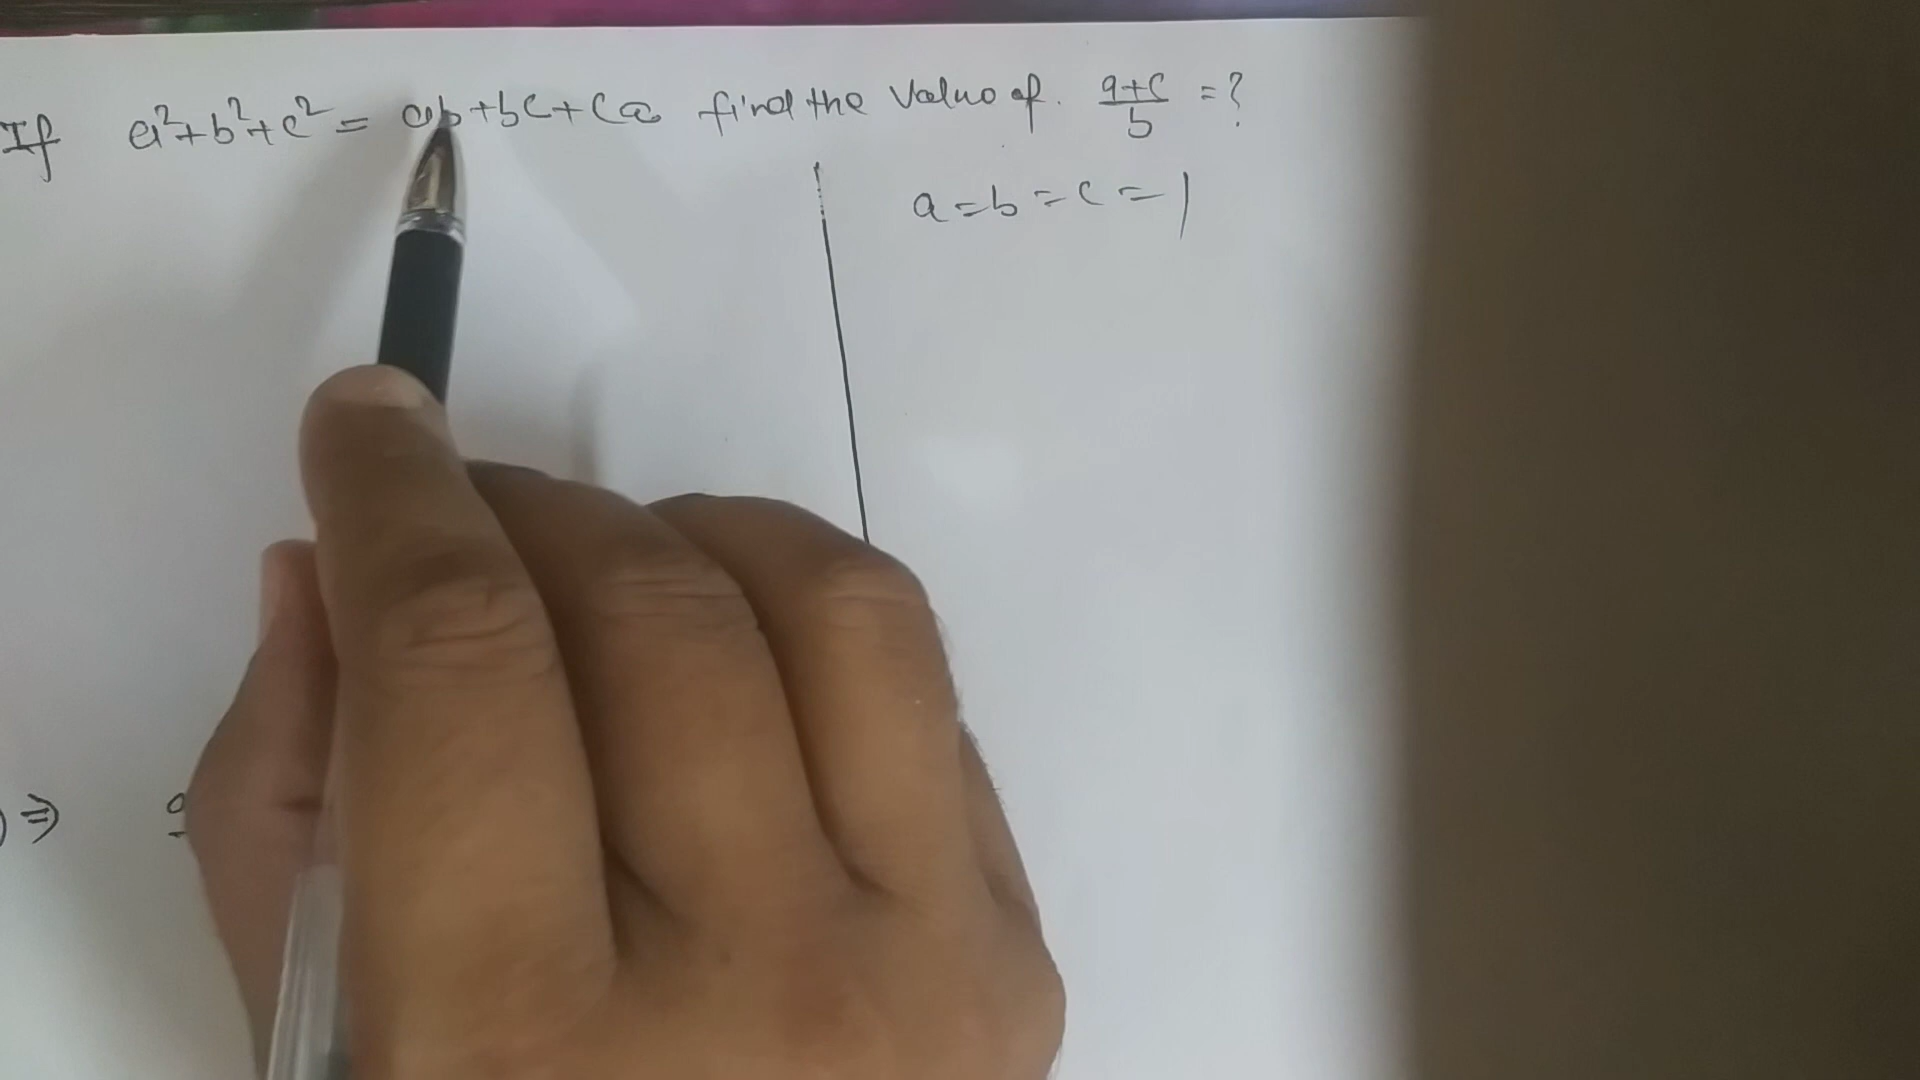 If a²+b²+c² = ab+bc+ca find the value of. a+c/b = ?
a=b=c=1
)⇒ a